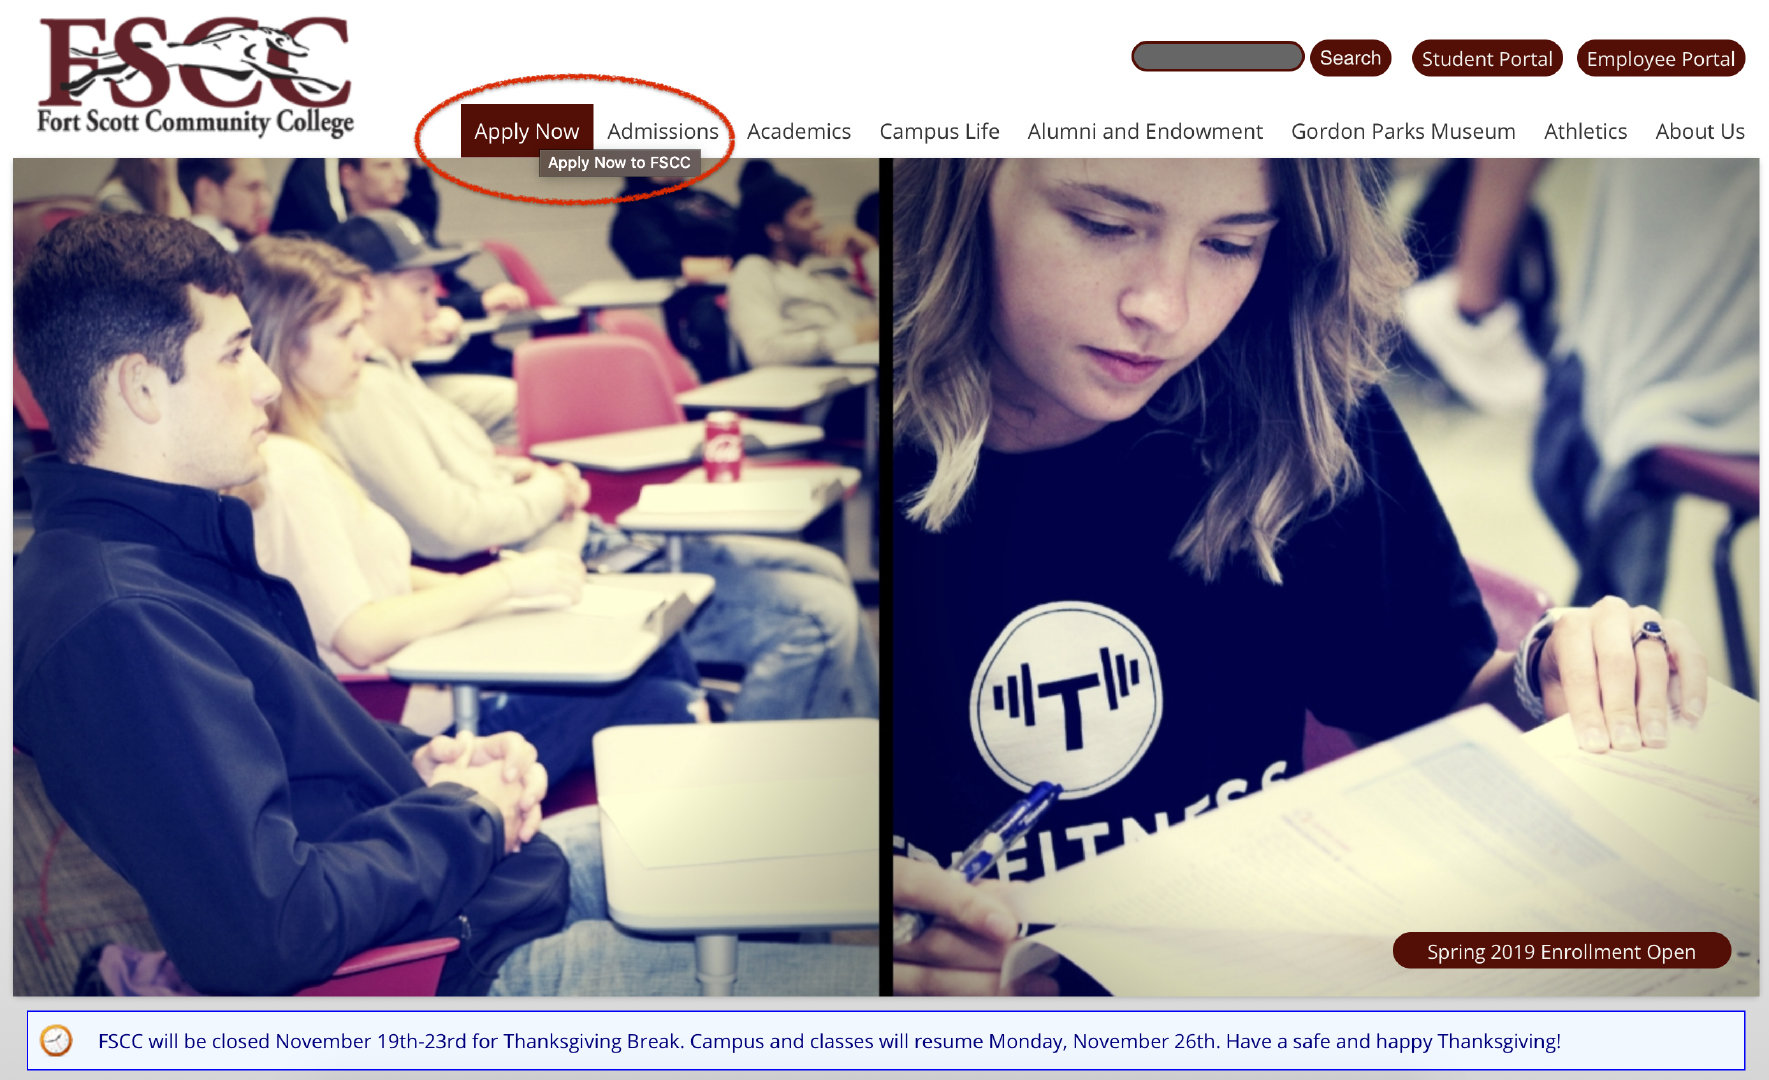 FSCC
Fort Scott Community College
Search
Student Portal
Employee Portal
Apply Now
Admissions
Academics
Campus Life
Alumni and Endowment
Gordon Parks Museum
Athletics
About Us
Apply Now to FSCC
T
FITNESS
Spring 2019 Enrollment Open
FSCC will be closed November 19th-23rd for Thanksgiving Break. Campus and classes will resume Monday, November 26th. Have a safe and happy Thanksgiving!